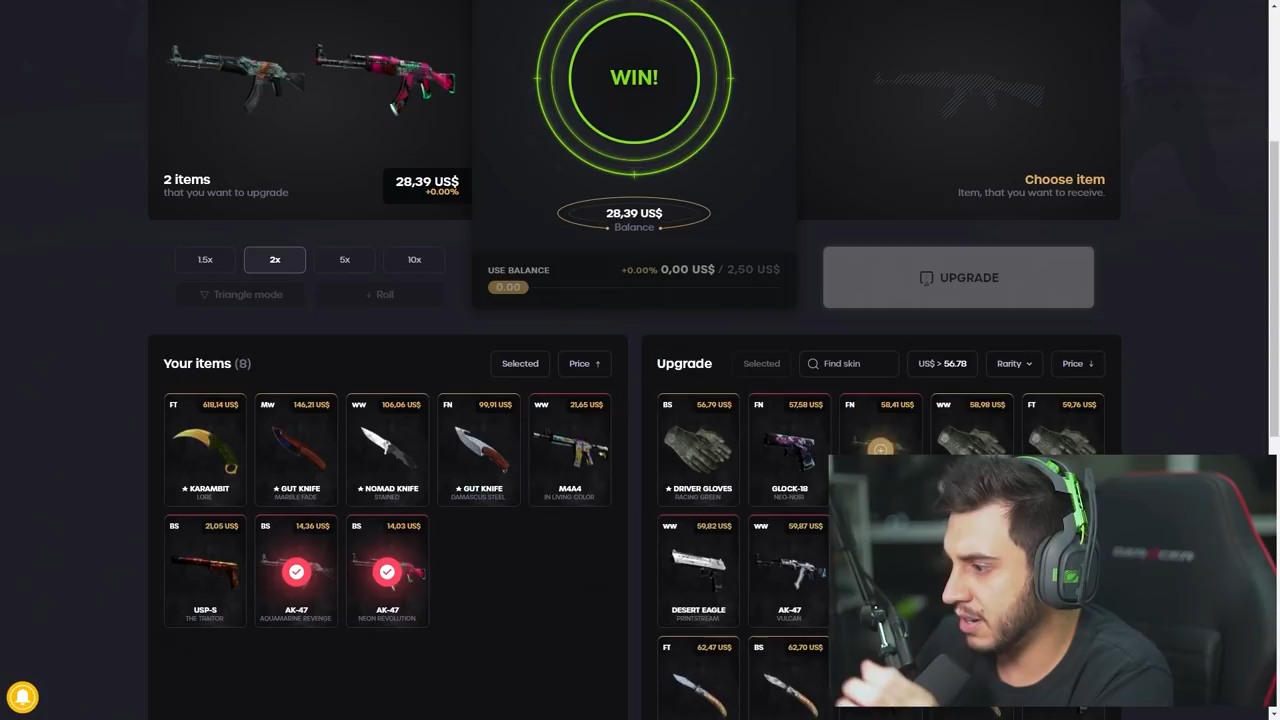 WIN!
2 items
that you want to upgrade
28,39 US$
+0.00%
28,39 US$
Balance
Choose item
Item, that you want to receive.
1.5x
2x
5x
10x
Triangle mode
Roll
USE BALANCE
+0.00% 0,00 US$ / 2,50 US$
0.00
UPGRADE
Your items (8)
Selected
Price ↑
Upgrade
Selected
Find skin
US$ > 56.78
Rarity
Price ↓
FT 618,14 US$
★ KARAMBIT
LORE
MW 146,21 US$
★ GUT KNIFE
MARBLE FADE
WW 106,06 US$
★ NOMAD KNIFE
STAINED
FN 99,91 US$
★ GUT KNIFE
DAMASCUS STEEL
WW 21,65 US$
M4A4
IN LIVING COLOR
BS 21,05 US$
USP-S
THE TRAITOR
BS 14,36 US$
AK-47
AQUAMARINE REVENGE
BS 14,03 US$
AK-47
NEON REVOLUTION
BS 56,79 US$
★ DRIVER GLOVES
RACING GREEN
FN 57,58 US$
GLOCK-18
NEO-NOIR
FN 58,41 US$
WW 58,98 US$
FT 59,76 US$
WW 59,82 US$
DESERT EAGLE
PRINTSTREAM
WW 59,87 US$
AK-47
VULCAN
FT 62,47 US$
BS 62,70 US$